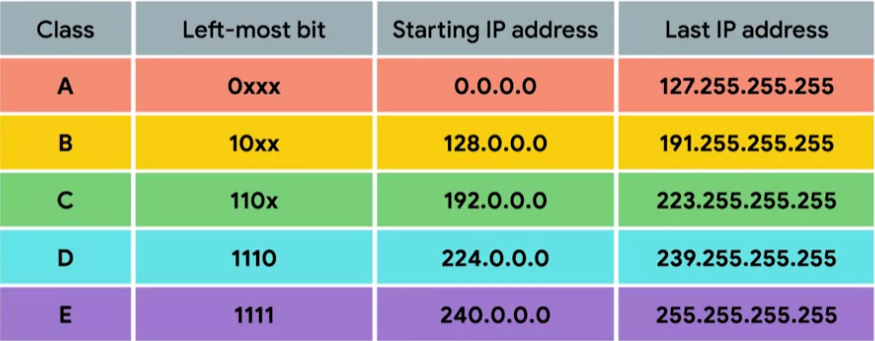 Class Left-most bit Starting IP address Last IP address
A 0xxx 0.0.0.0 127.255.255.255
B 10xx 128.0.0.0 191.255.255.255
C 110x 192.0.0.0 223.255.255.255
D 1110 224.0.0.0 239.255.255.255
E 1111 240.0.0.0 255.255.255.255